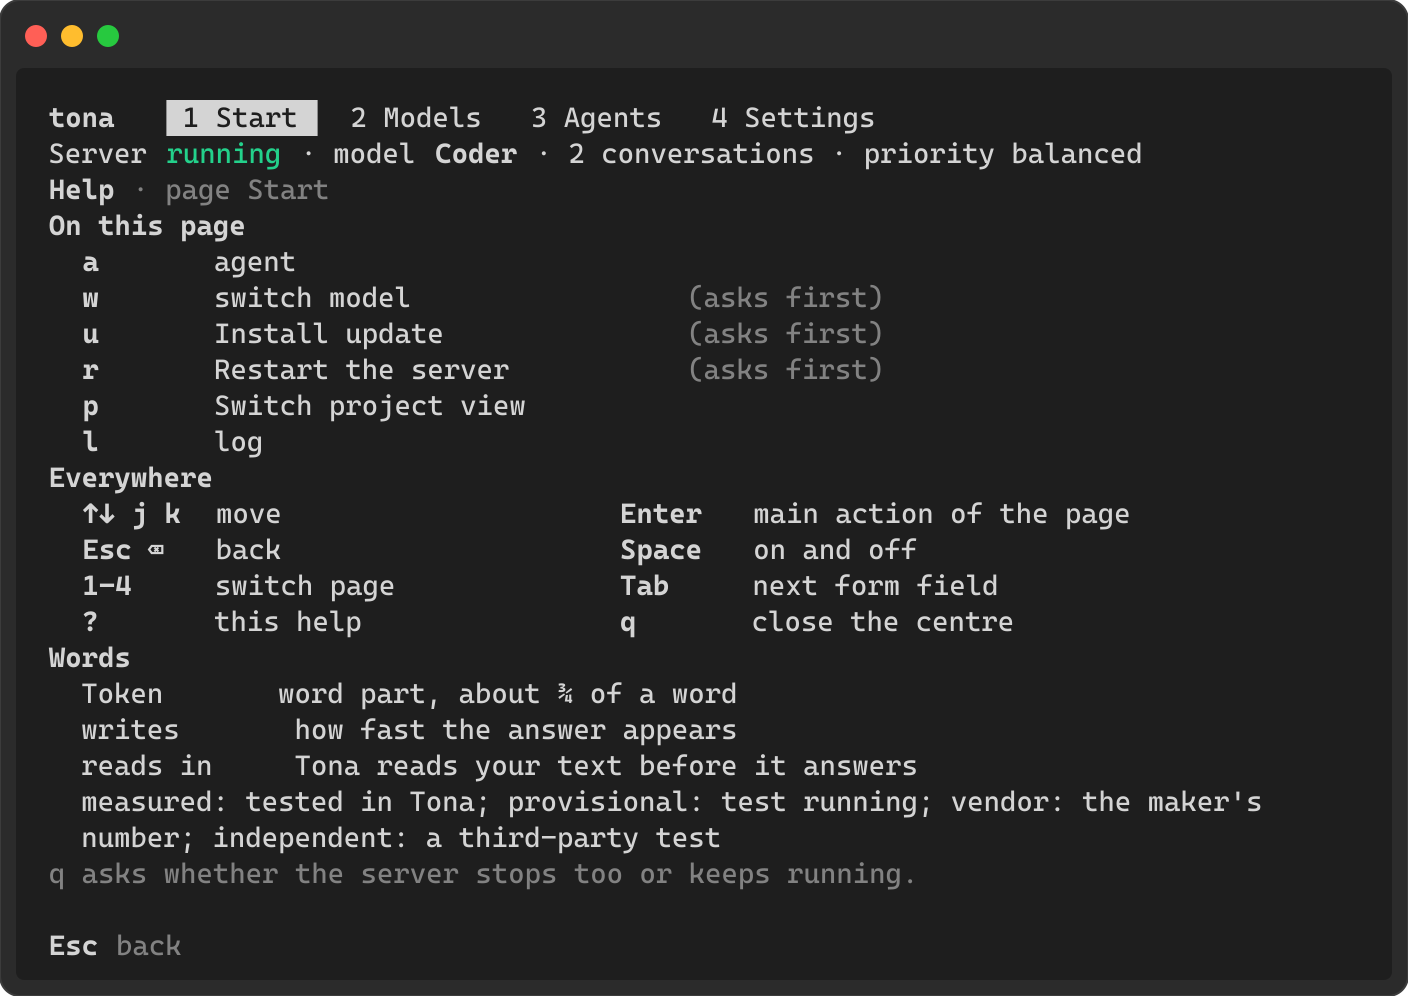 tona 1 Start 2 Models 3 Agents 4 Settings
Server running · model Coder · 2 conversations · priority balanced
Help · page Start
On this page
a agent
w switch model (asks first)
u Install update (asks first)
r Restart the server (asks first)
p Switch project view
l log
Everywhere
↑↓ j k move Enter main action of the page
Esc ⌫ back Space on and off
1-4 switch page Tab next form field
? this help q close the centre
Words
Token word part, about ¾ of a word
writes how fast the answer appears
reads in Tona reads your text before it answers
measured: tested in Tona; provisional: test running; vendor: the maker's
number; independent: a third-party test
q asks whether the server stops too or keeps running.
Esc back